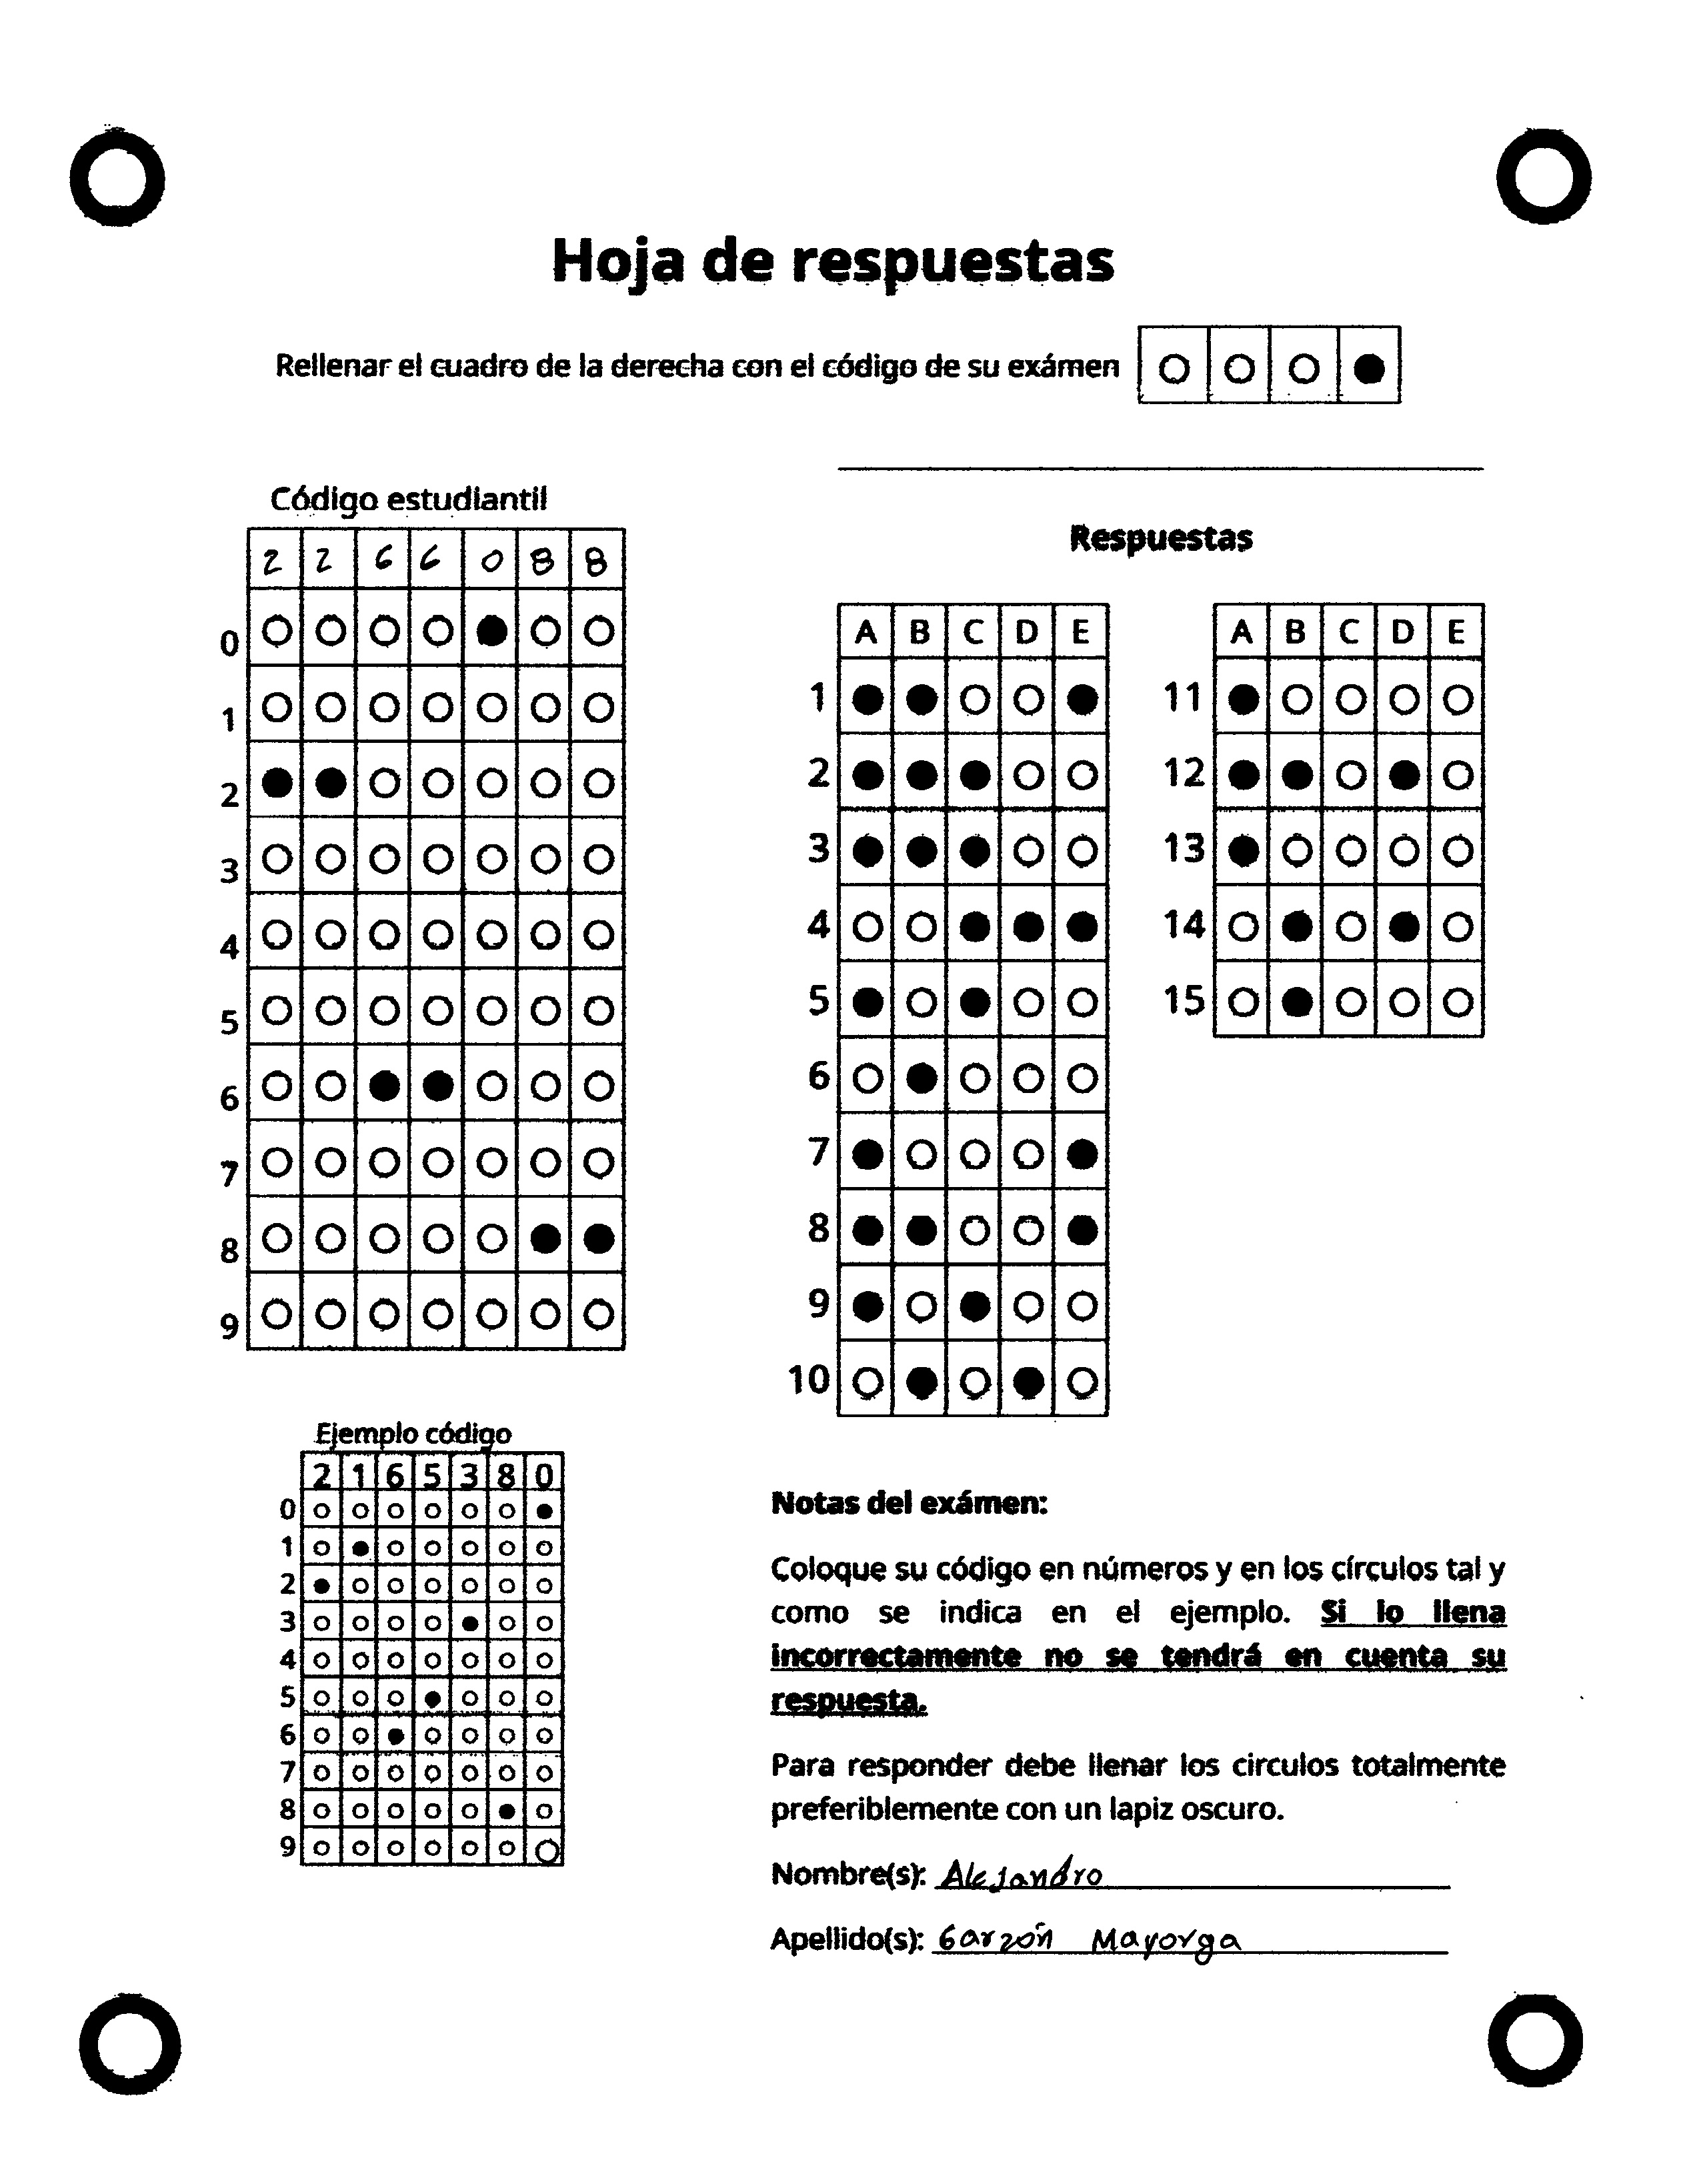 Hoja de respuestas
Rellenar el cuadro de la derecha con el código de su exámen
Código estudiantil
2 2 6 6 0 8 8
0
1
2
3
4
5
6
7
8
9
Respuestas
A B C D E
1
2
3
4
5
6
7
8
9
10
A B C D E
11
12
13
14
15
Ejemplo código
2 1 6 5 3 8 0
0
1
2
3
4
5
6
7
8
9
Notas del exámen:
Coloque su código en números y en los círculos tal y
como se indica en el ejemplo. Si lo llena
incorrectamente no se tendrá en cuenta su
respuesta.
Para responder debe llenar los circulos totalmente
preferiblemente con un lapiz oscuro.
Nombre(s): Alejandro
Apellido(s): Garzón Mayorga